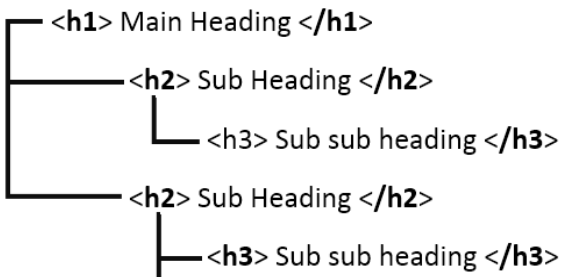 <h1> Main Heading </h1>
<h2> Sub Heading </h2>
<h3> Sub sub heading </h3>
<h2> Sub Heading </h2>
<h3> Sub sub heading </h3>